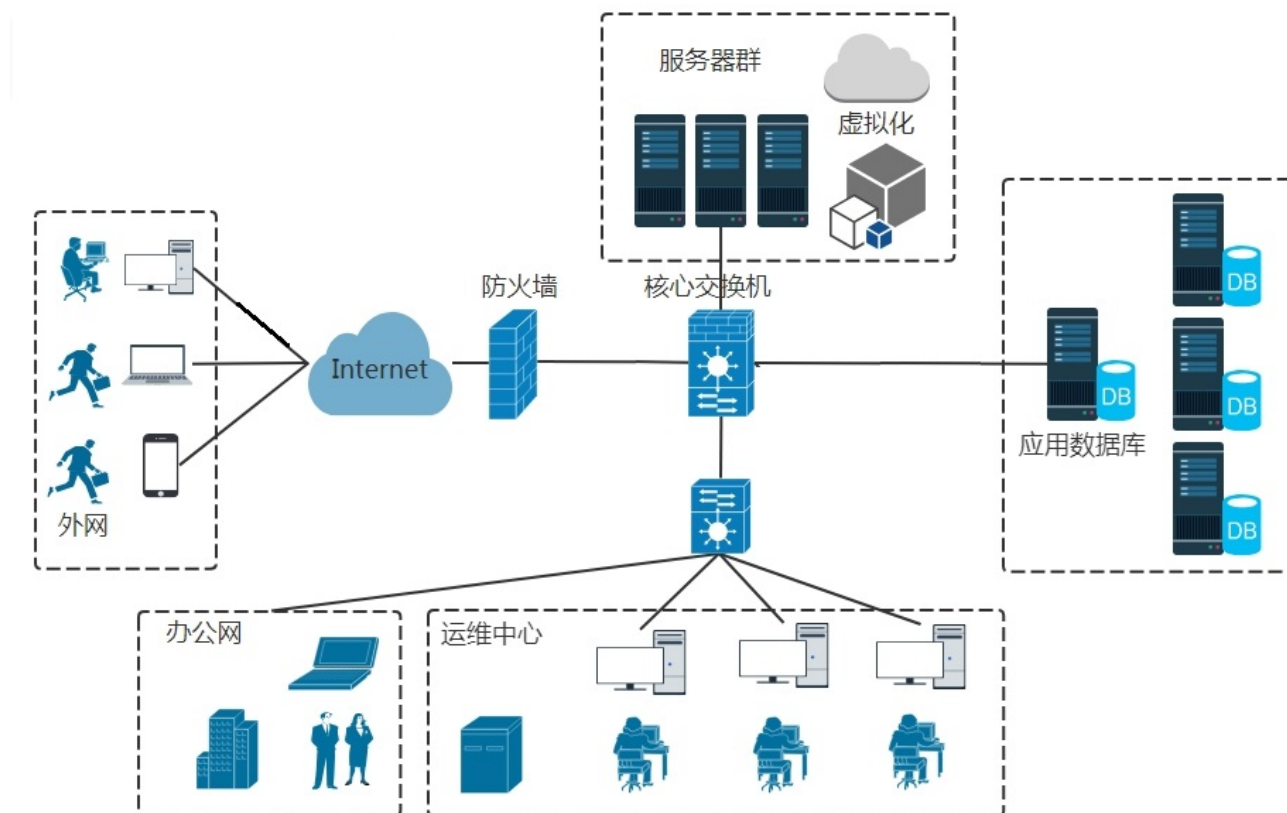 服务器群
虚拟化
防火墙
核心交换机
Internet
外网
DB
DB
DB
DB
应用数据库
办公网
运维中心